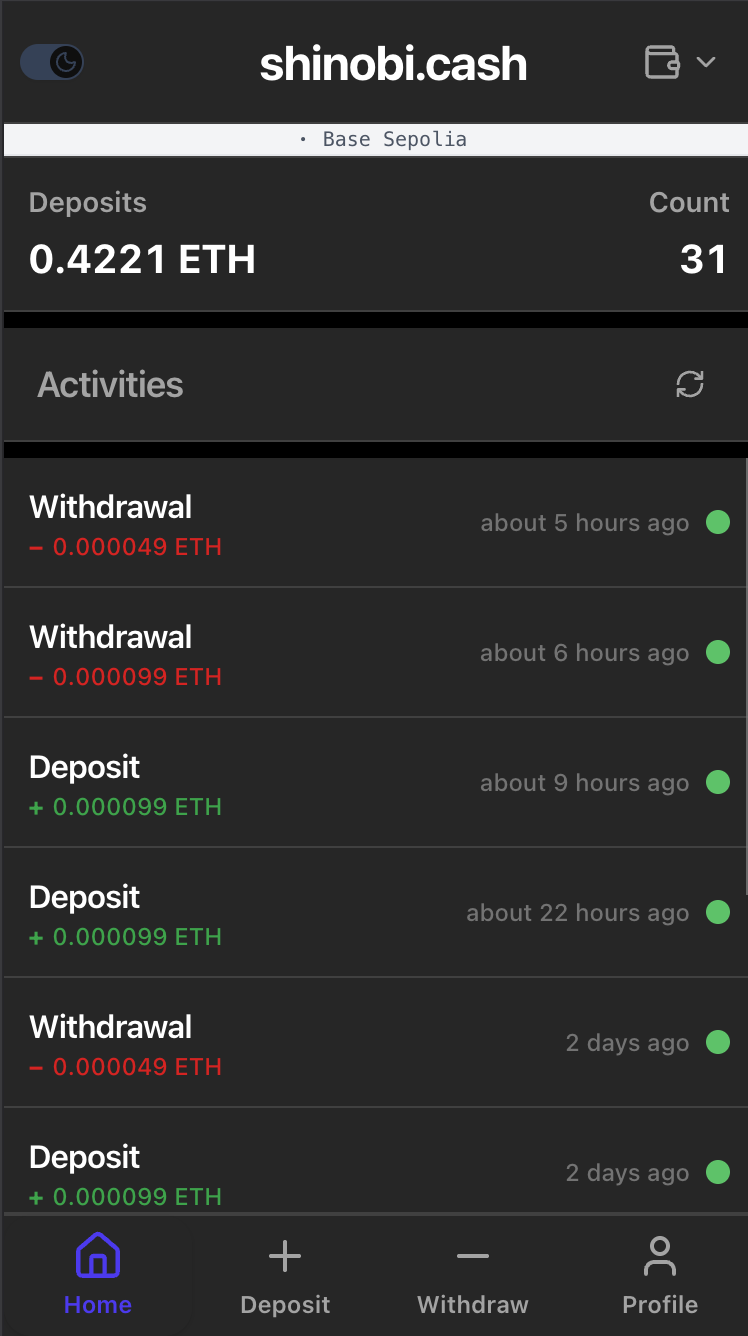 shinobi.cash
· Base Sepolia
Deposits Count
0.4221 ETH 31
Activities
Withdrawal
– 0.000049 ETH about 5 hours ago
Withdrawal
– 0.000099 ETH about 6 hours ago
Deposit
+ 0.000099 ETH about 9 hours ago
Deposit
+ 0.000099 ETH about 22 hours ago
Withdrawal
– 0.000049 ETH 2 days ago
Deposit
+ 0.000099 ETH 2 days ago
Home Deposit Withdraw Profile